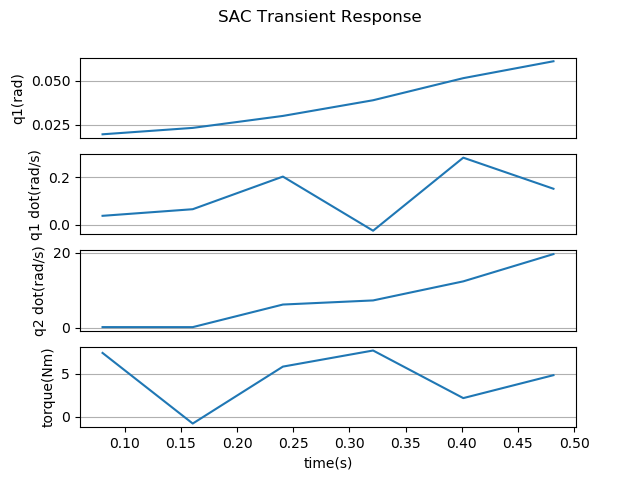 SAC Transient Response
q1(rad)
0.050
0.025
q1 dot(rad/s)
0.2
0.0
q2 dot(rad/s)
20
0
torque(Nm)
5
0
0.10 0.15 0.20 0.25 0.30 0.35 0.40 0.45 0.50
time(s)